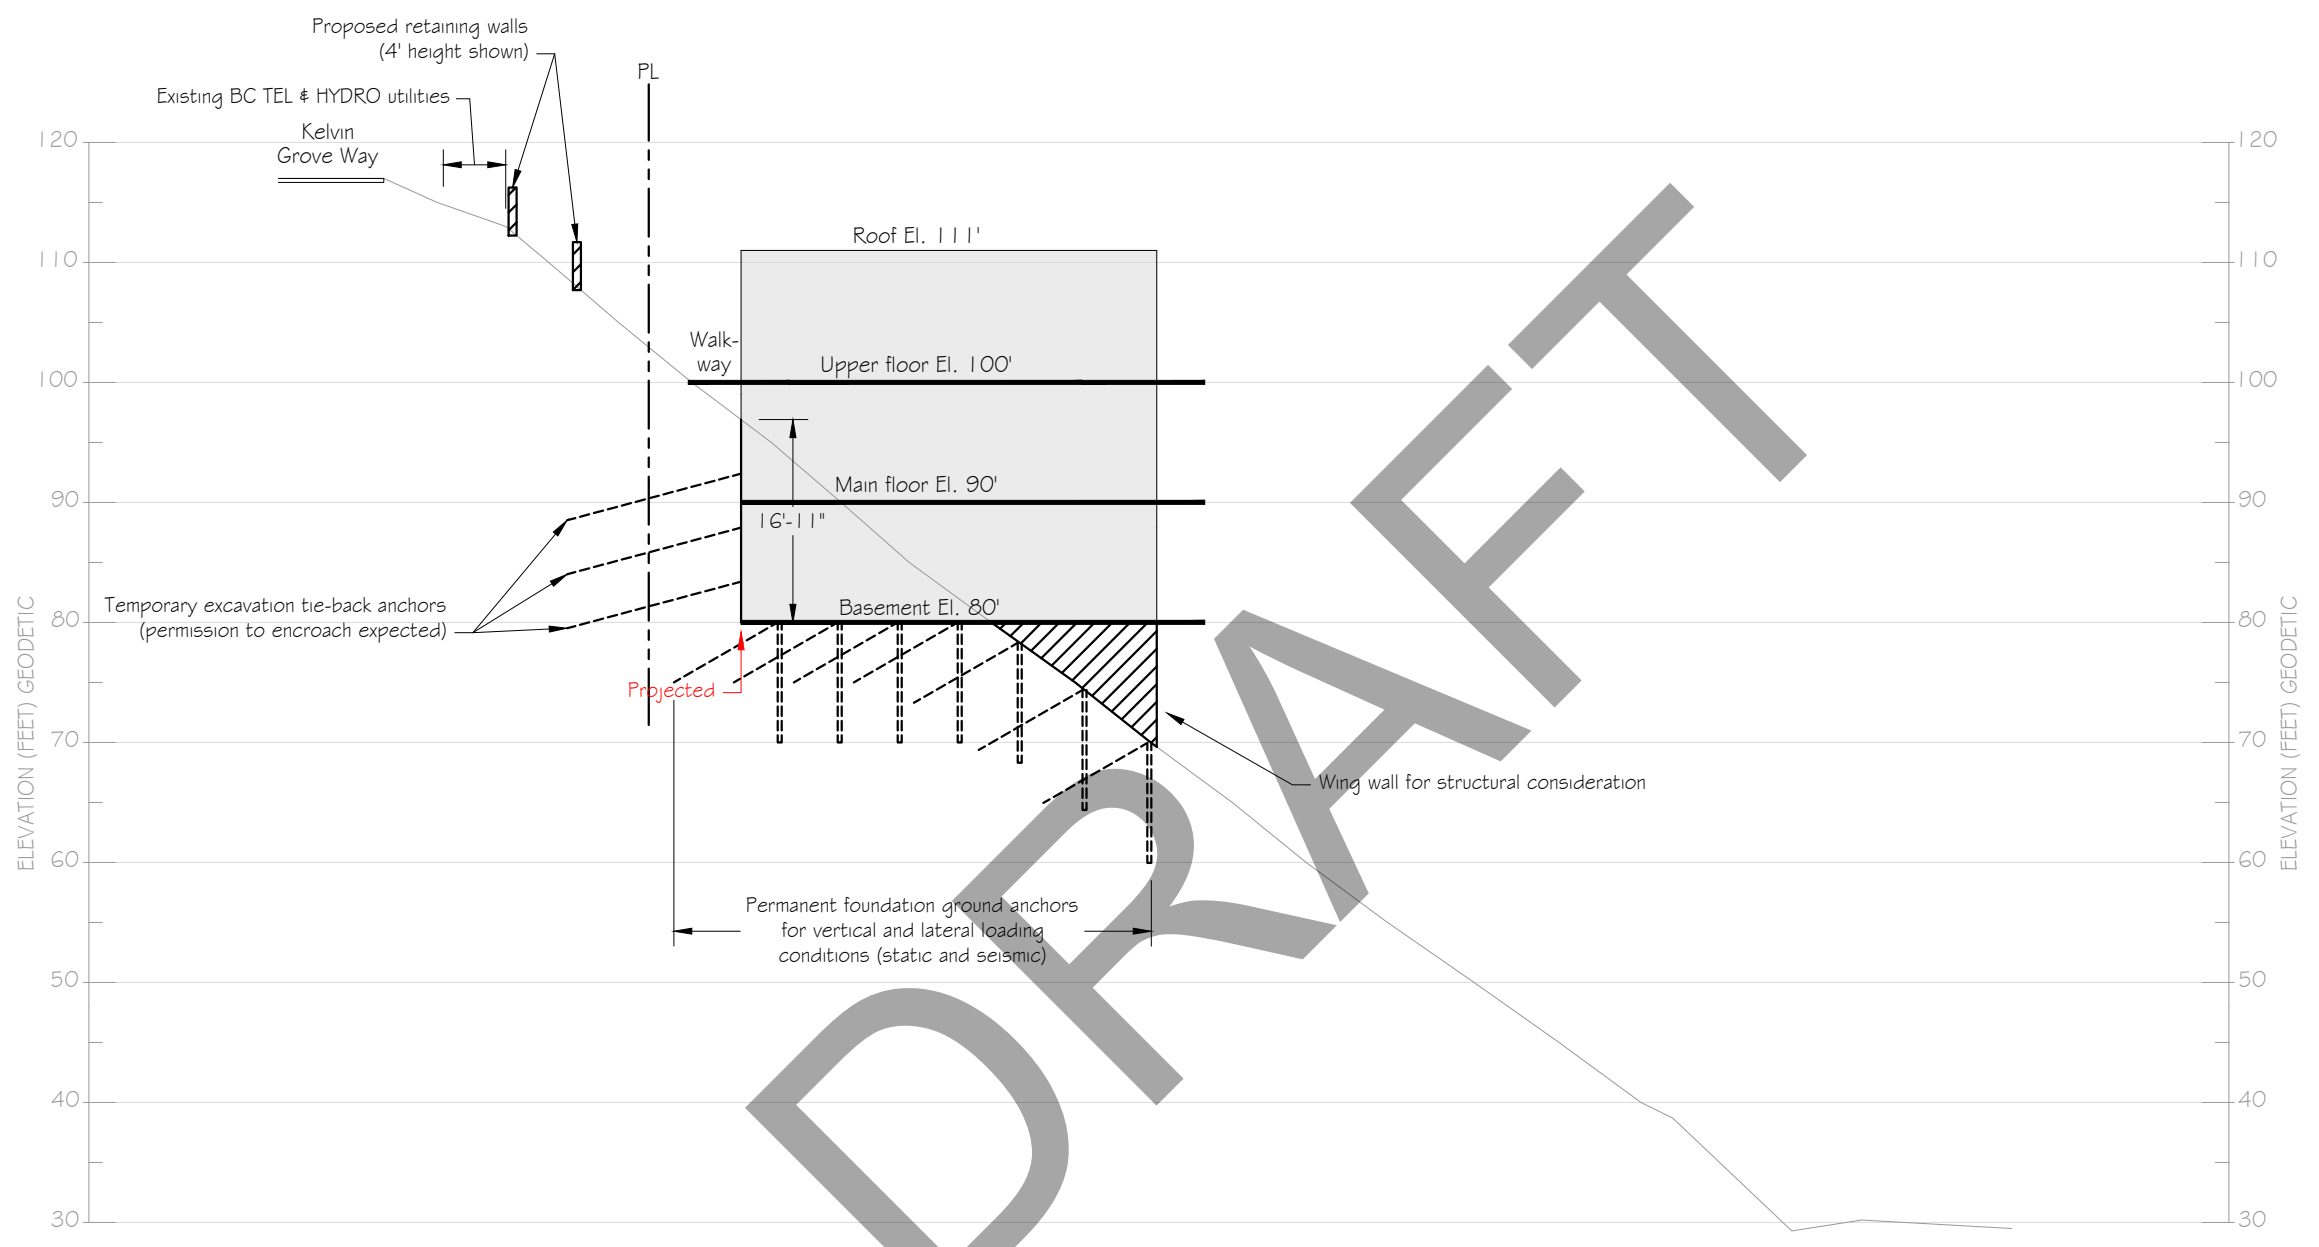 Proposed retaining walls
(4' height shown)
PL
Existing BC TEL & HYDRO utilities
Kelvin
Grove Way
120
120
110
110
100
100
90
90
80
80
70
70
60
60
50
50
40
40
30
30
ELEVATION (FEET) GEODETIC
ELEVATION (FEET) GEODETIC
Roof El. 111'
Walk-
way
Upper floor El. 100'
Main floor El. 90'
16'-11"
Basement El. 80'
Temporary excavation tie-back anchors
(permission to encroach expected)
Projected
Wing wall for structural consideration
Permanent foundation ground anchors
for vertical and lateral loading
conditions (static and seismic)
DRAFT